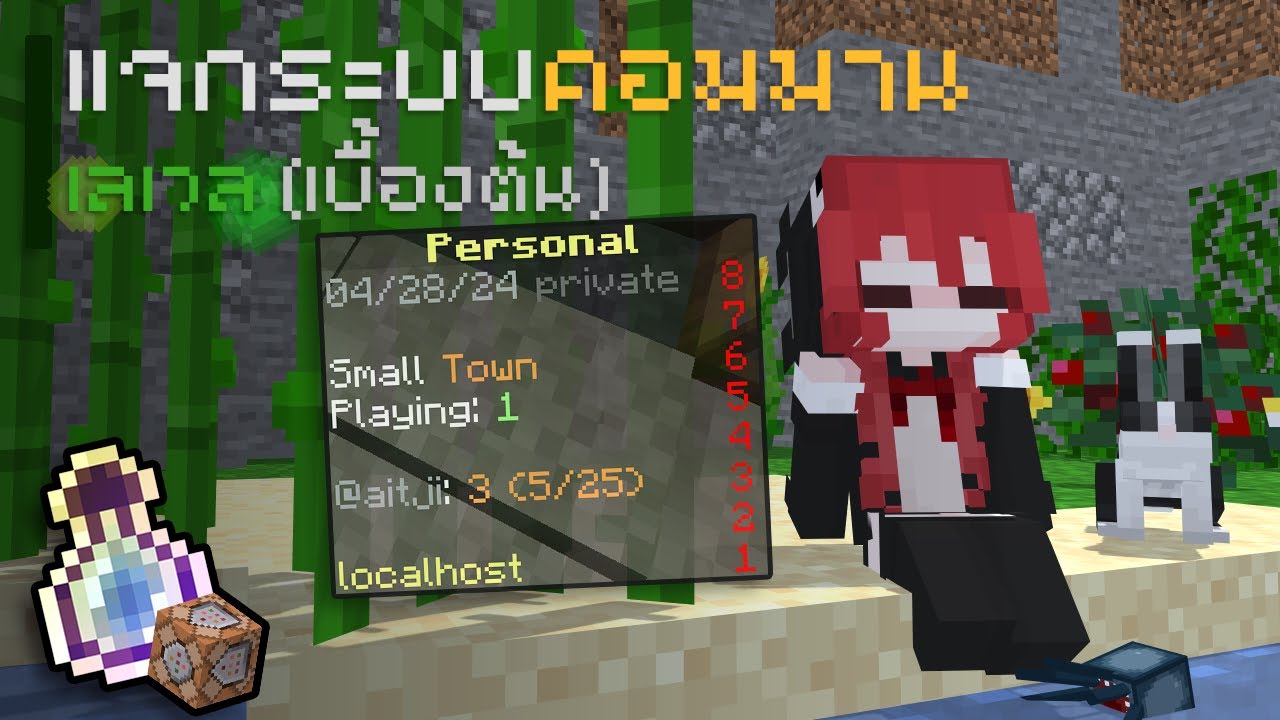 แจกระบบคอมมาน
เลเวล (เบื้องต้น)
Personal
04/28/24 private 8
7
Small Town 6
Playing: 1 5
4
@aitJii: 3 (5/25) 3
2
localhost 1